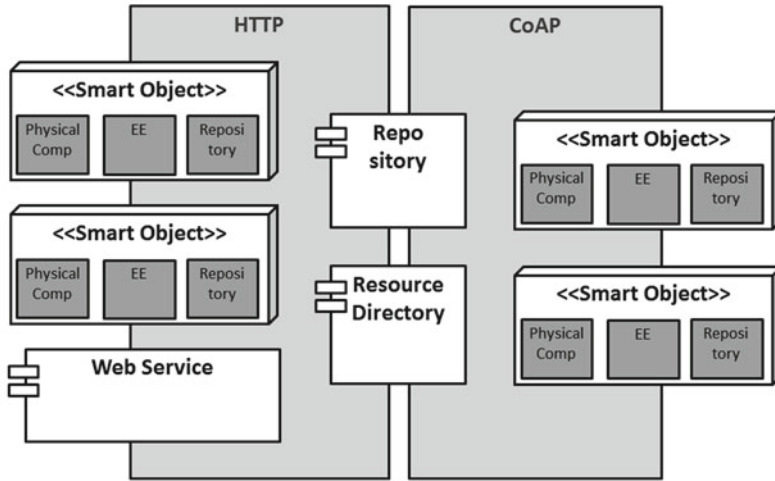 HTTP
CoAP
<<Smart Object>>
Physical
Comp
EE
Reposi
tory
<<Smart Object>>
Physical
Comp
EE
Reposi
tory
Web Service
Repo
sitory
Resource
Directory
<<Smart Object>>
Physical
Comp
EE
Reposi
tory
<<Smart Object>>
Physical
Comp
EE
Reposi
tory